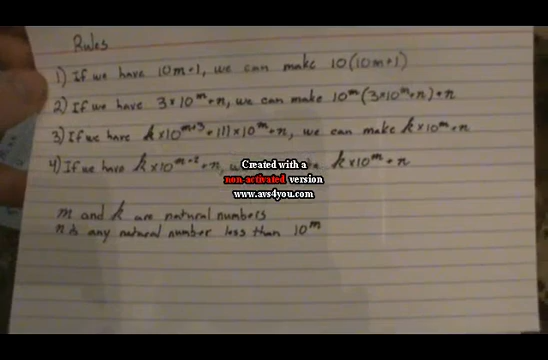 Rules
1) If we have 10m+1, we can make 10(10m+1)
2) If we have 3×10^m+n, we can make 10^m(3×10^m+n)+n
3) If we have k×10^(m+3)+111×10^m+n, we can make k×10^m+n
4) If we have k×10^(m+2)+n, k×10^m+n
Created with a
non-activated version
www.avs4you.com
m and k are natural numbers
n is any natural number less than 10^m